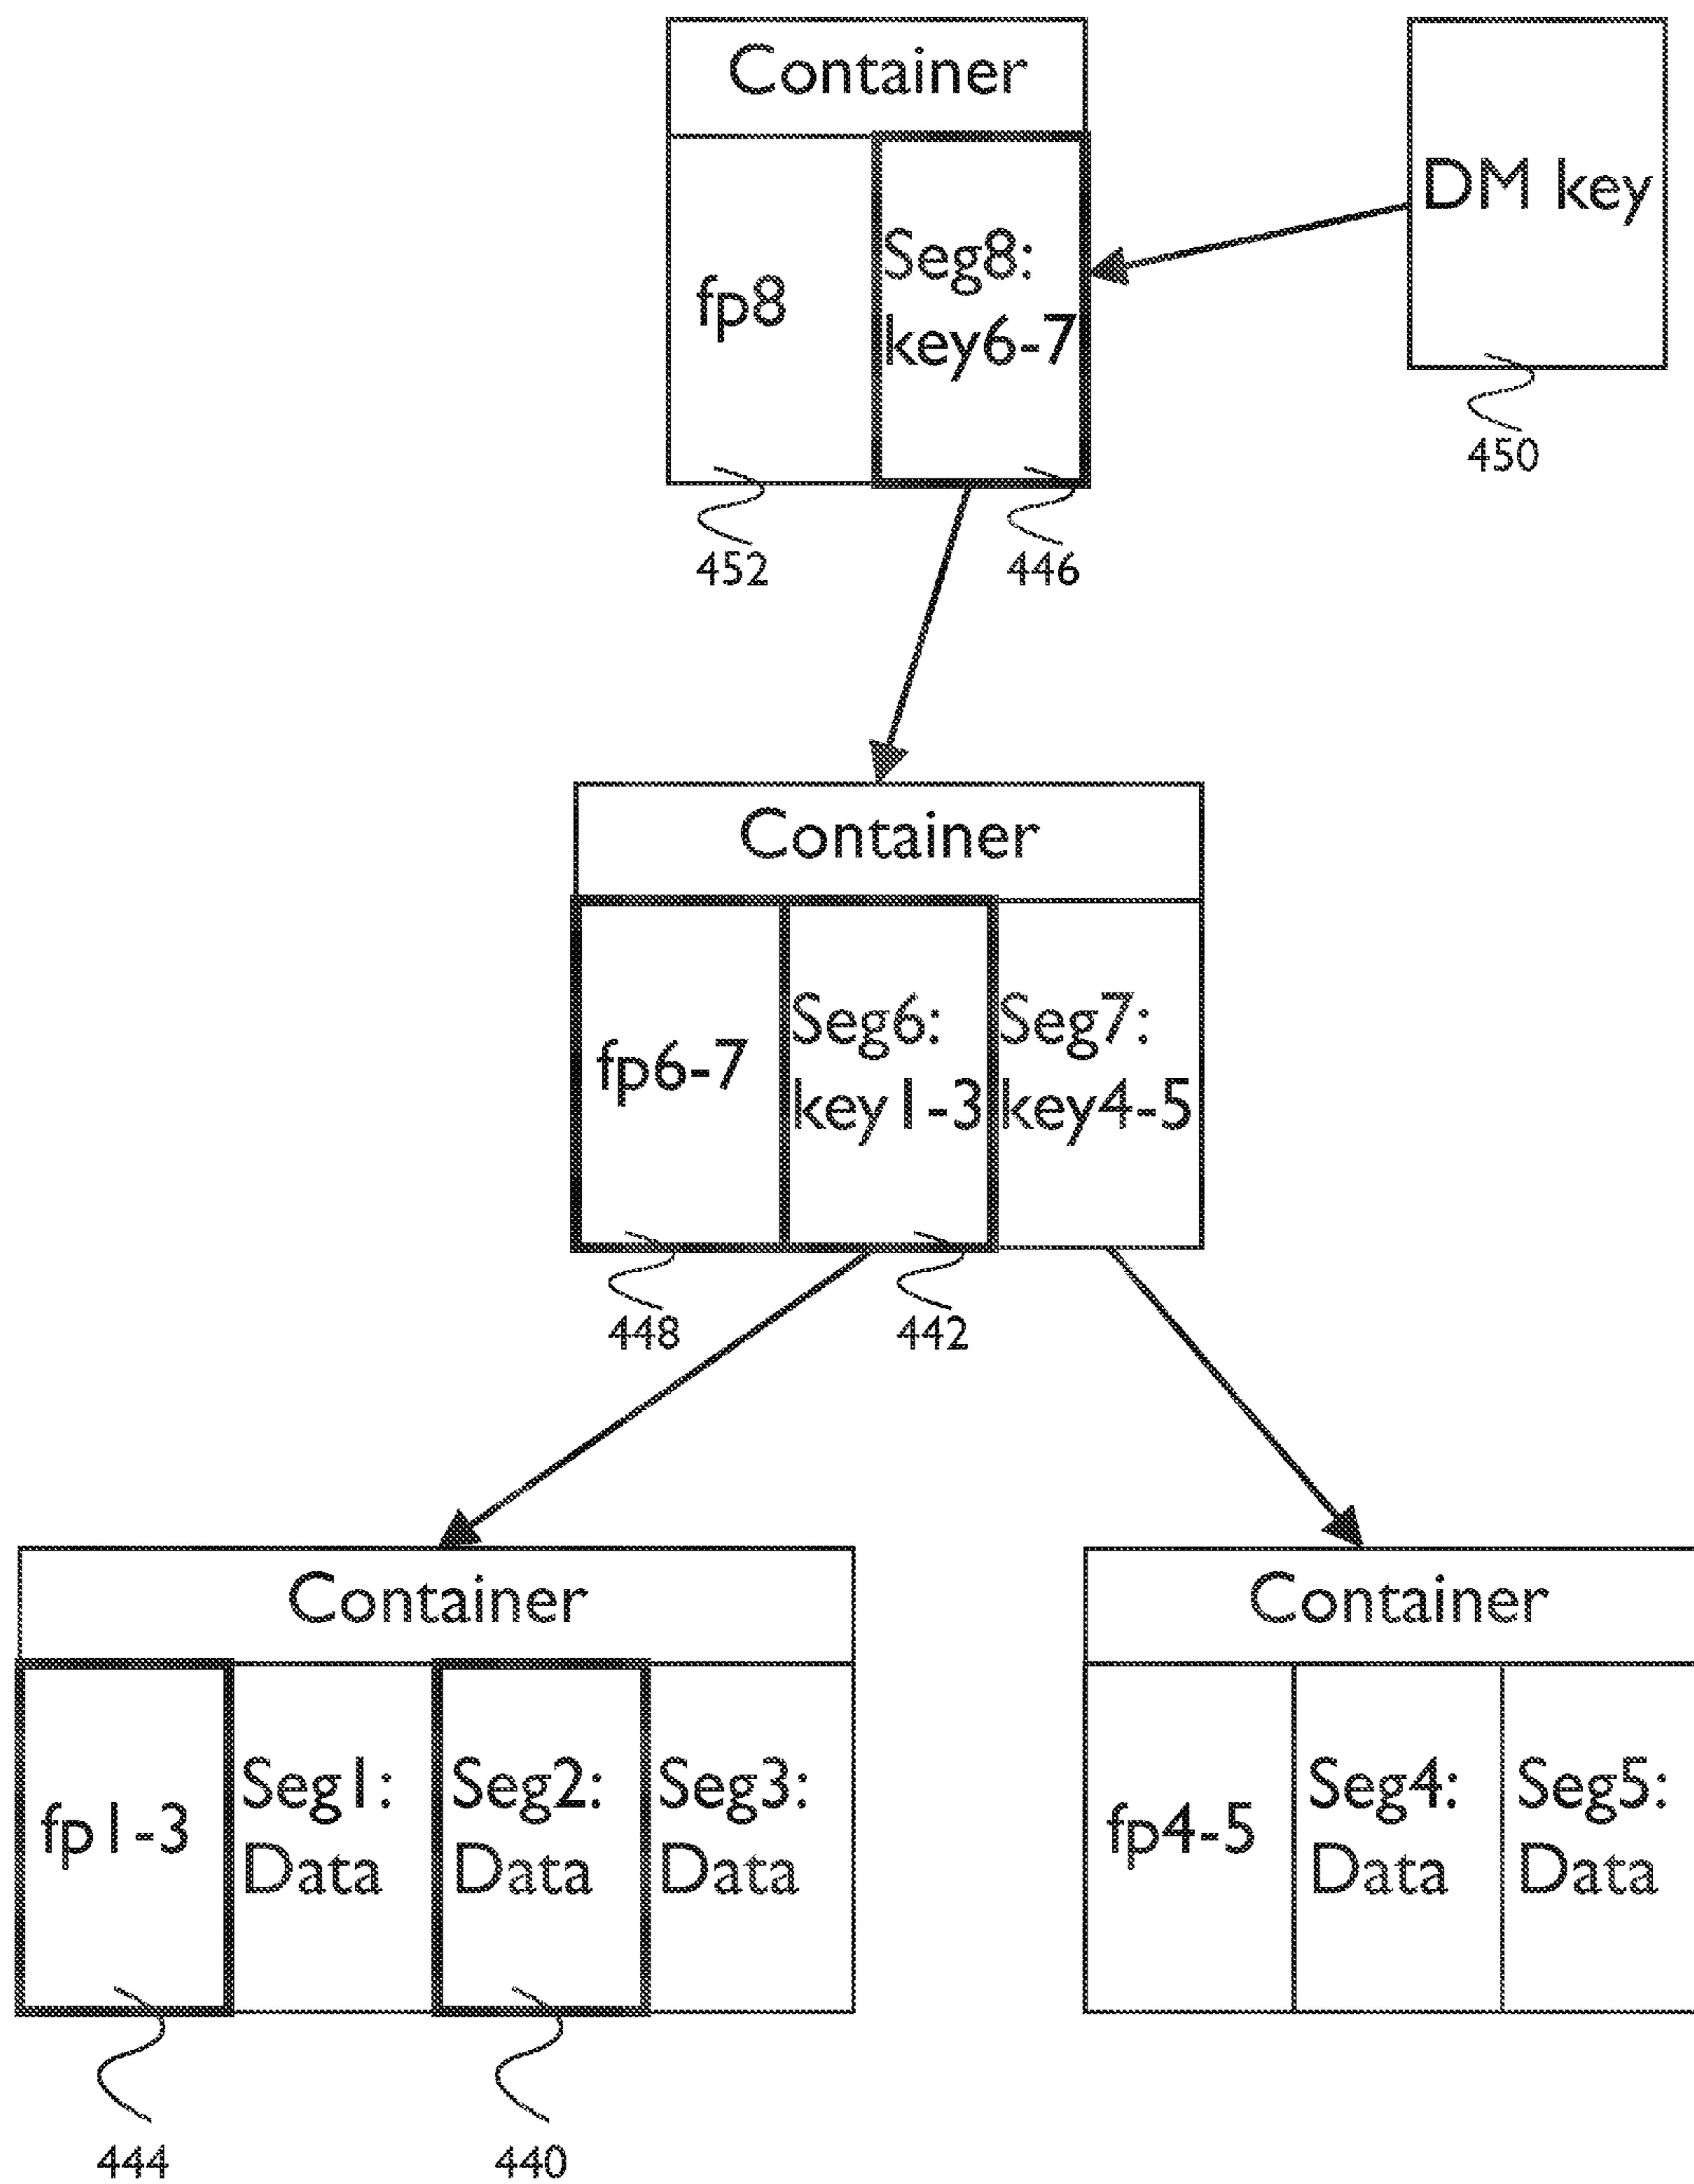 Container
DM key
fp8
Seg8:
key6-7
450
452
446
Container
fp6-7
Seg6:
key1-3
Seg7:
key4-5
448
442
Container
Container
fp1-3
Seg1:
Data
Seg2:
Data
Seg3:
Data
fp4-5
Seg4:
Data
Seg5:
Data
444
440